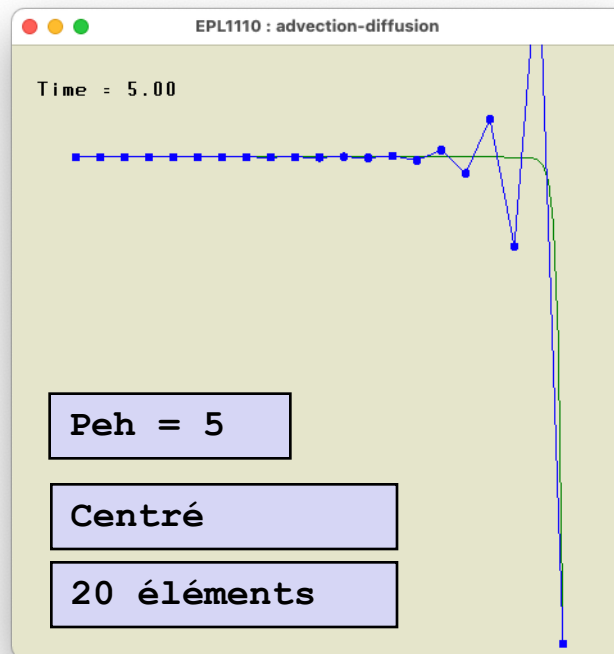 EPL1110 : advection-diffusion
Time = 5.00
Peh = 5
Centré
20 éléments